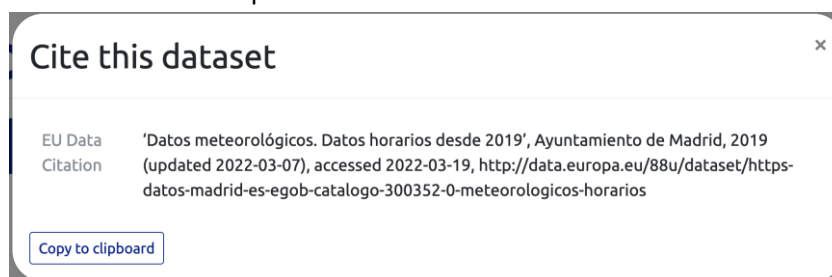 Cite this dataset
×
EU Data
Citation
'Datos meteorológicos. Datos horarios desde 2019', Ayuntamiento de Madrid, 2019
(updated 2022-03-07), accessed 2022-03-19, http://data.europa.eu/88u/dataset/https-
datos-madrid-es-egob-catalogo-300352-0-meteorologicos-horarios
Copy to clipboard